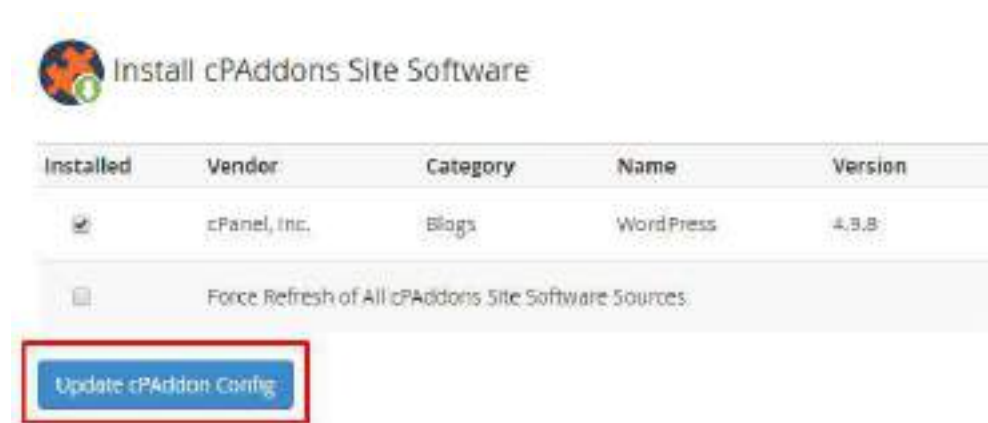 Install cPAddons Site Software
Installed Vendor Category Name Version
cPanel, Inc. Blogs WordPress 4.9.8
Force Refresh of All cPAddons Site Software Sources
Update cPAddon Config